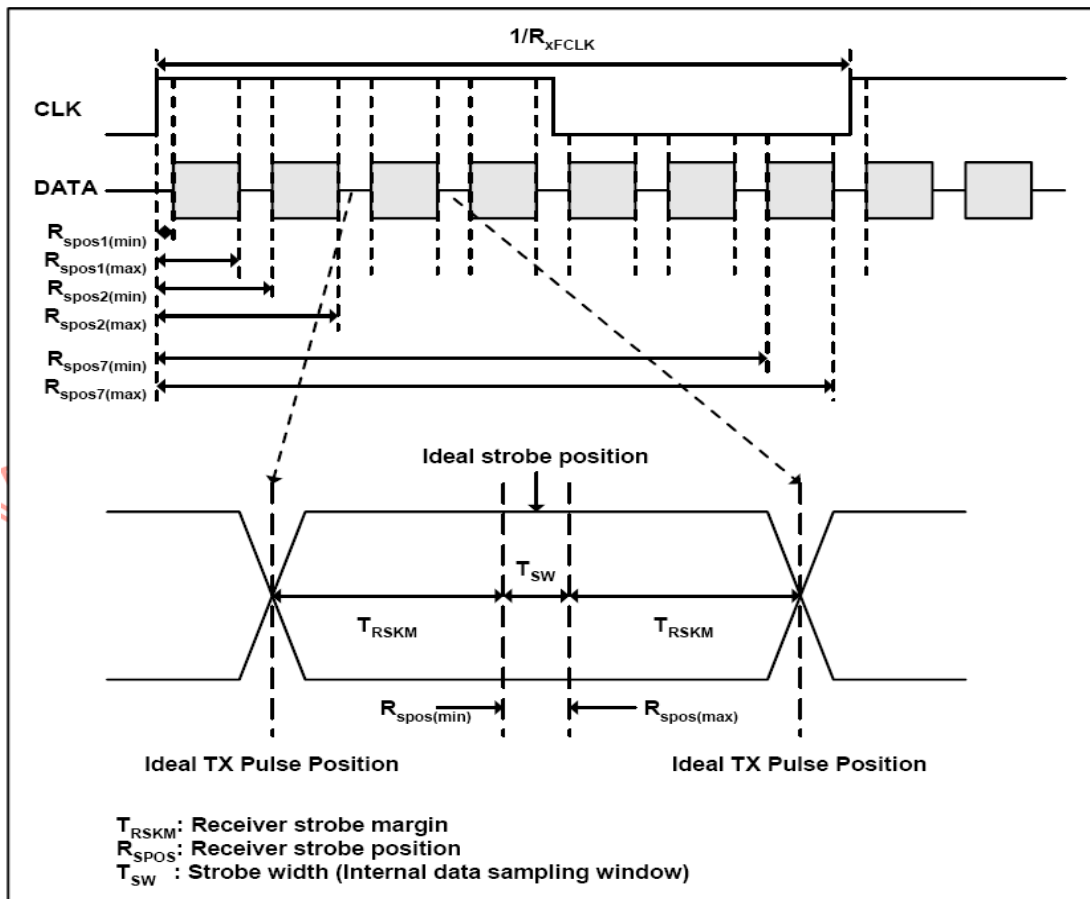 1/RxFCLK
CLK
DATA
Rspos1(min)
Rspos1(max)
Rspos2(min)
Rspos2(max)
Rspos7(min)
Rspos7(max)
Ideal strobe position
TSW
TRSKM TRSKM
Rspos(min) Rspos(max)
Ideal TX Pulse Position Ideal TX Pulse Position
TRSKM: Receiver strobe margin
RSPOS: Receiver strobe position
TSW : Strobe width (Internal data sampling window)